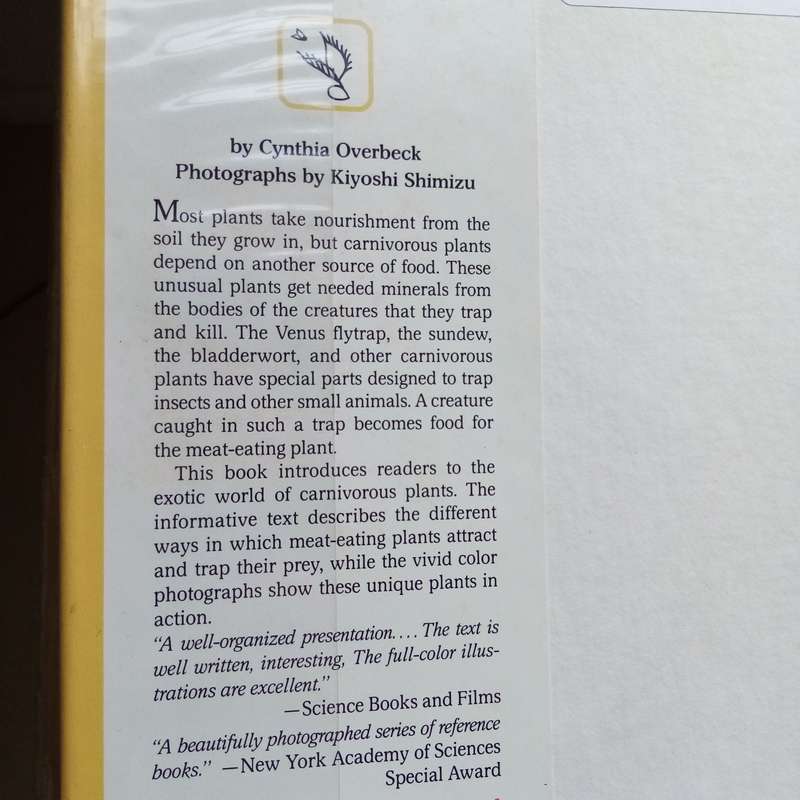 by Cynthia Overbeck
Photographs by Kiyoshi Shimizu
Most plants take nourishment from the
soil they grow in, but carnivorous plants
depend on another source of food. These
unusual plants get needed minerals from
the bodies of the creatures that they trap
and kill. The Venus flytrap, the sundew,
the bladderwort, and other carnivorous
plants have special parts designed to trap
insects and other small animals. A creature
caught in such a trap becomes food for
the meat-eating plant.
This book introduces readers to the
exotic world of carnivorous plants. The
informative text describes the different
ways in which meat-eating plants attract
and trap their prey, while the vivid color
photographs show these unique plants in
action.
“A well-organized presentation.... The text is
well written, interesting, The full-color illus-
trations are excellent.”
—Science Books and Films
“A beautifully photographed series of reference
books.” —New York Academy of Sciences
Special Award